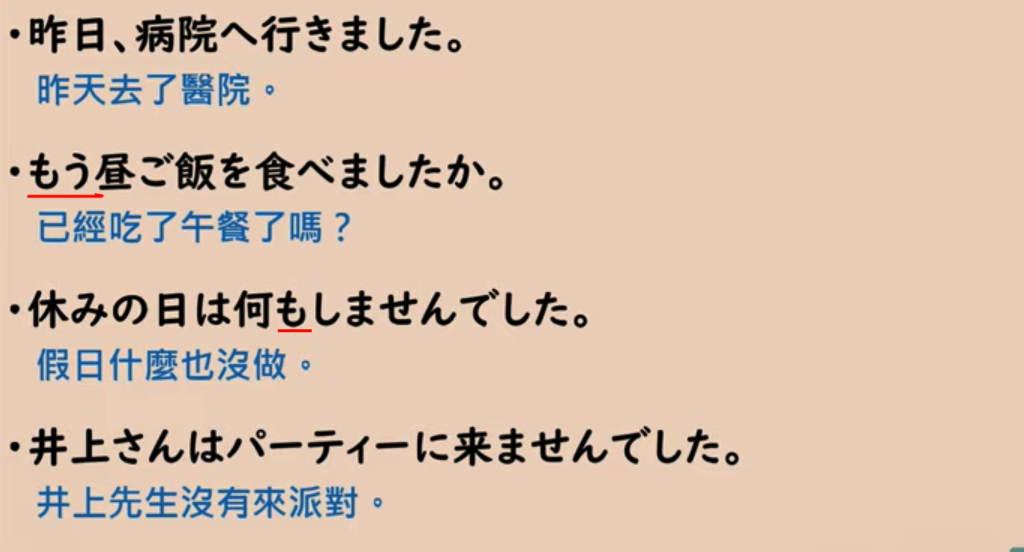 ・昨日、病院へ行きました。
昨天去了醫院。
・もう昼ご飯を食べましたか。
已經吃了午餐了嗎？
・休みの日は何もしませんでした。
假日什麼也沒做。
・井上さんはパーティーに来ませんでした。
井上先生沒有來派對。